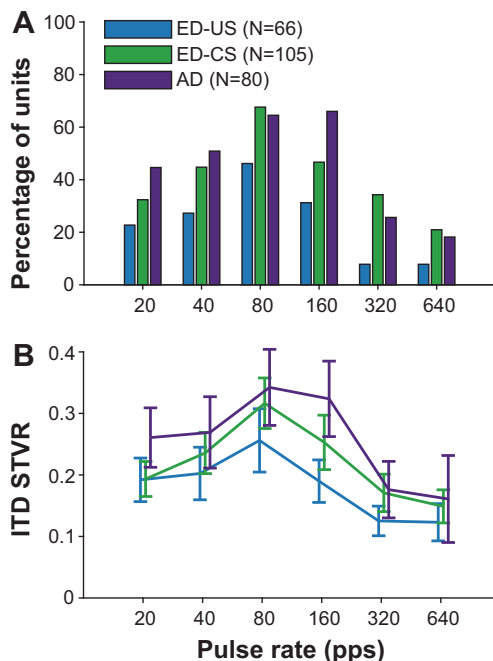 A
ED-US (N=66)
ED-CS (N=105)
AD (N=80)
Percentage of units
100
80
60
40
20
0
20 40 80 160 320 640
B
ITD STVR
0.4
0.3
0.2
0.1
0
20 40 80 160 320 640
Pulse rate (pps)